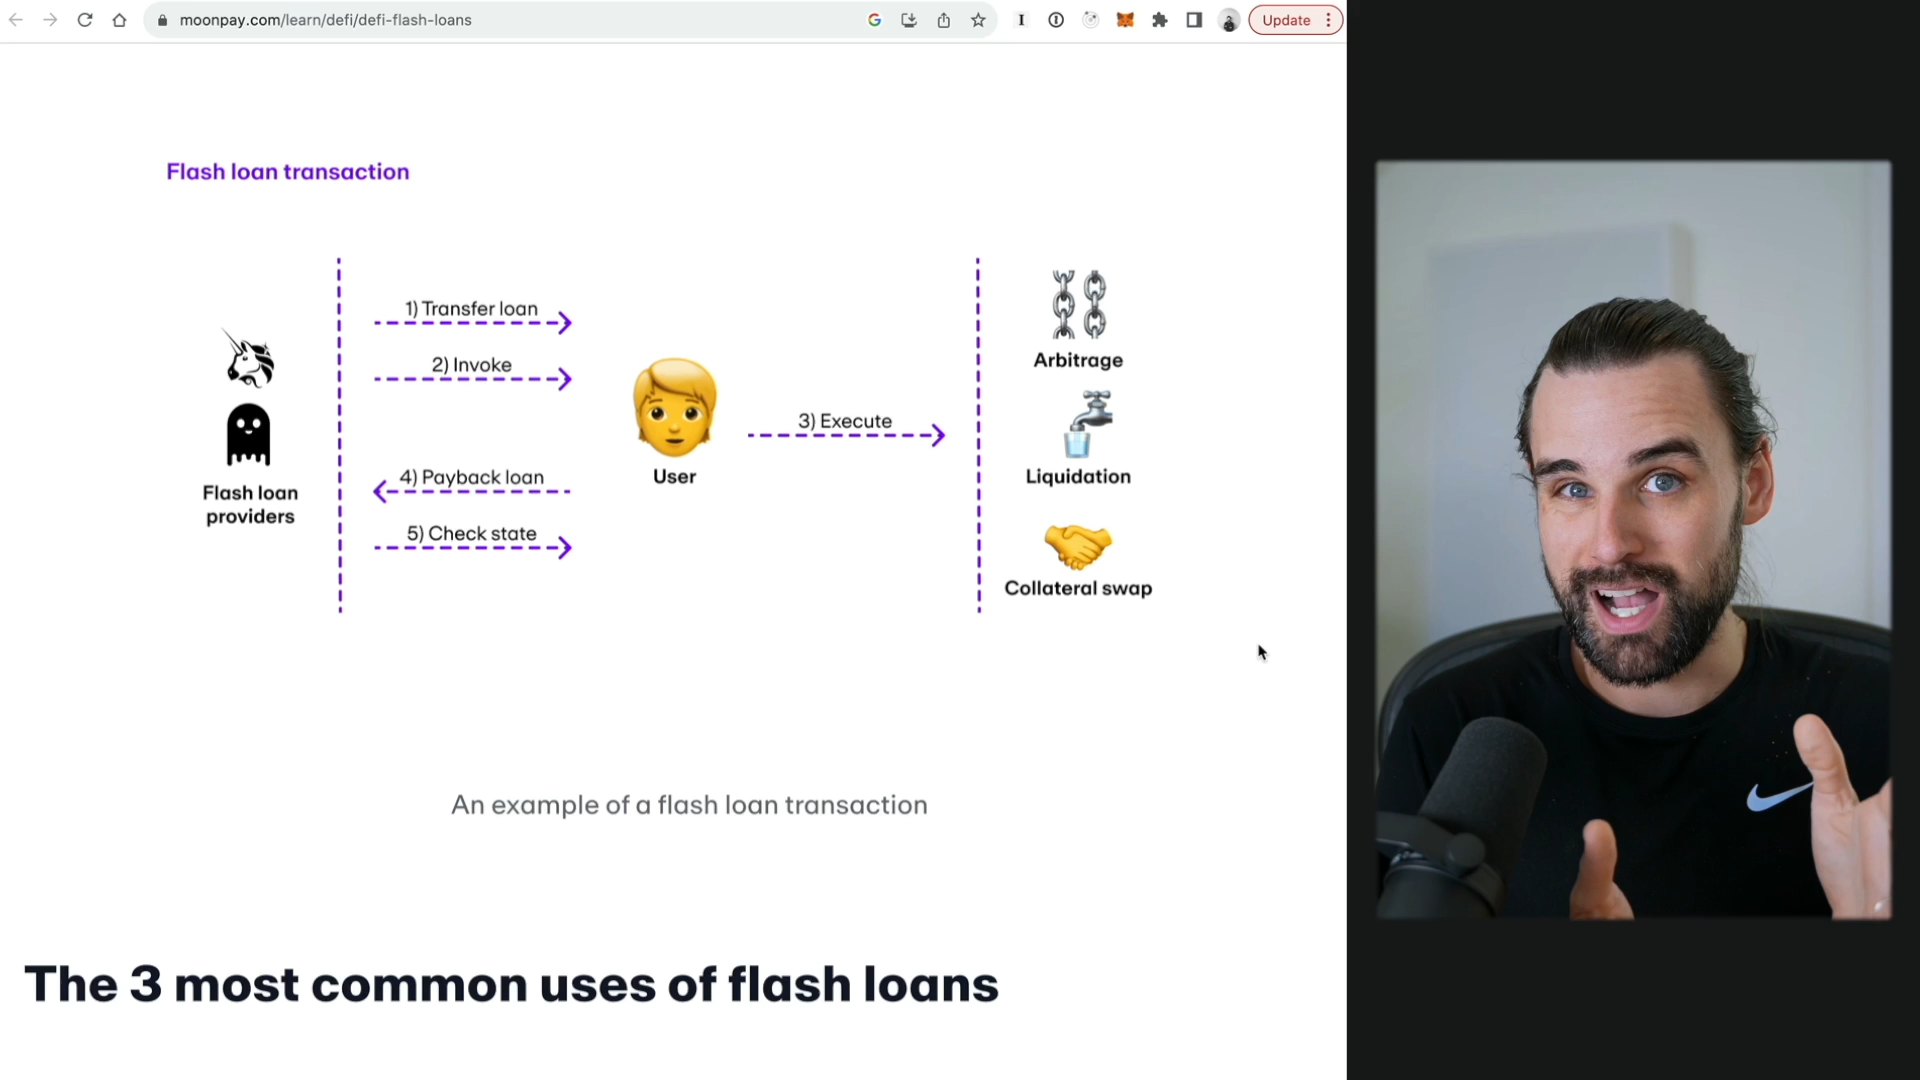 moonpay.com/learn/defi/defi-flash-loans
Update
Flash loan transaction
1) Transfer loan
2) Invoke
3) Execute
4) Payback loan
5) Check state
Flash loan
providers
User
Arbitrage
Liquidation
Collateral swap
An example of a flash loan transaction
The 3 most common uses of flash loans